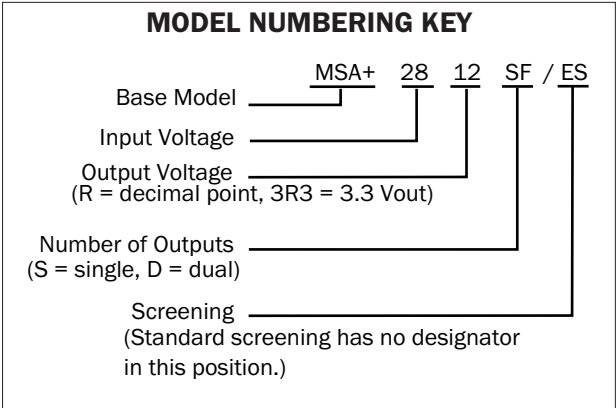 MODEL NUMBERING KEY
MSA+ 28 12 SF / ES
Base Model
Input Voltage
Output Voltage
(R = decimal point, 3R3 = 3.3 Vout)
Number of Outputs
(S = single, D = dual)
Screening
(Standard screening has no designator
in this position.)